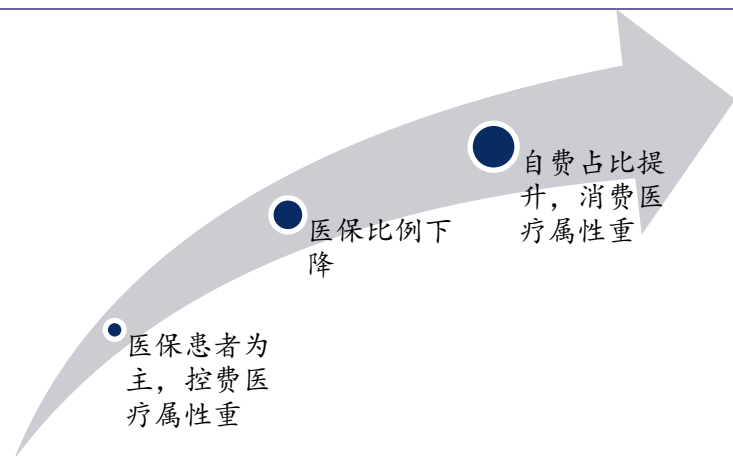 自费占比提
升，消费医
疗属性重
医保比例下
降
医保患者为
主，控费医
疗属性重